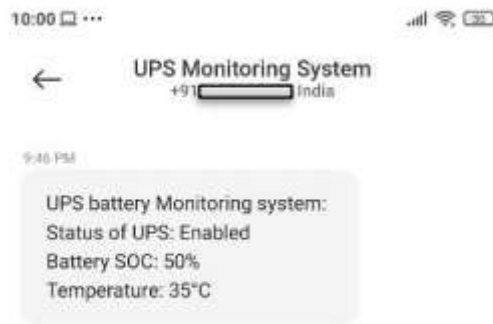 10:00
UPS Monitoring System
+91 India
9:46 PM
UPS battery Monitoring system:
Status of UPS: Enabled
Battery SOC: 50%
Temperature: 35°C